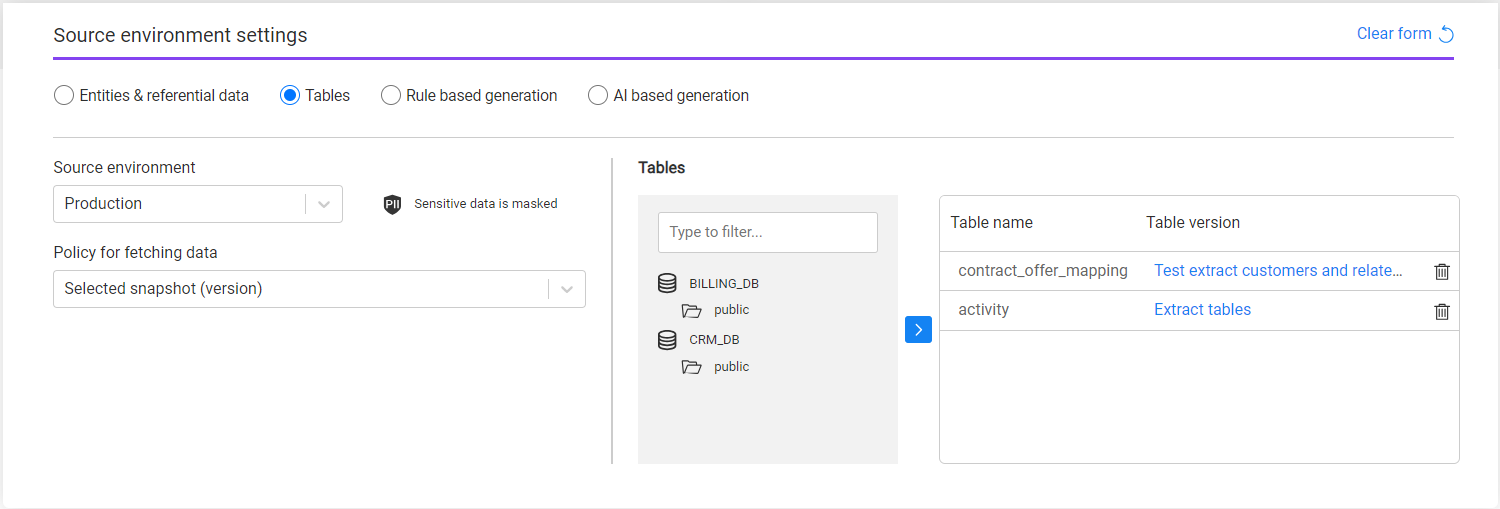 Source environment settings
Clear form
Entities & referential data
Tables
Rule based generation
AI based generation
Source environment
Production
PII
Sensitive data is masked
Policy for fetching data
Selected snapshot (version)
Tables
Type to filter...
BILLING_DB
public
CRM_DB
public
Table name
Table version
contract_offer_mapping
Test extract customers and relate...
activity
Extract tables